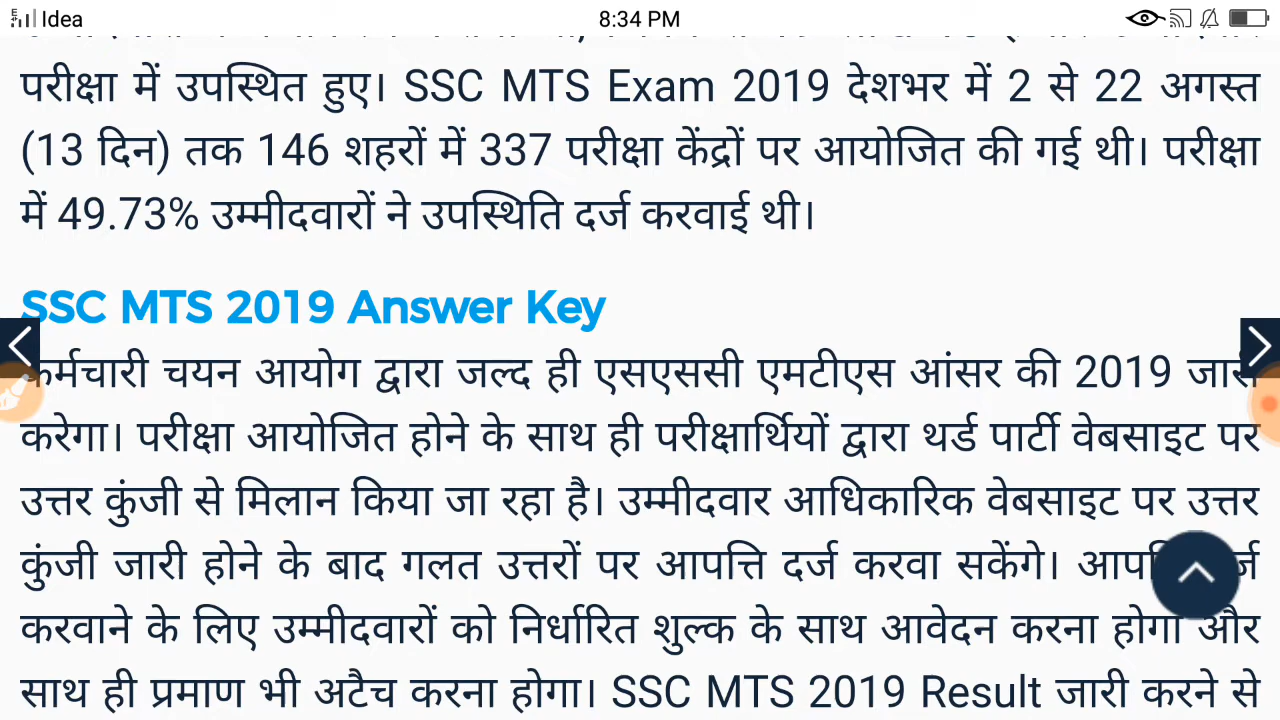 Idea
8:34 PM
परीक्षा में उपस्थित हुए। SSC MTS Exam 2019 देशभर में 2 से 22 अगस्त
(13 दिन) तक 146 शहरों में 337 परीक्षा केंद्रों पर आयोजित की गई थी। परीक्षा
में 49.73% उम्मीदवारों ने उपस्थिति दर्ज करवाई थी।
SSC MTS 2019 Answer Key
कर्मचारी चयन आयोग द्वारा जल्द ही एसएससी एमटीएस आंसर की 2019 जारी
करेगा। परीक्षा आयोजित होने के साथ ही परीक्षार्थियों द्वारा थर्ड पार्टी वेबसाइट पर
उत्तर कुंजी से मिलान किया जा रहा है। उम्मीदवार आधिकारिक वेबसाइट पर उत्तर
कुंजी जारी होने के बाद गलत उत्तरों पर आपत्ति दर्ज करवा सकेंगे। आपत्ति दर्ज
करवाने के लिए उम्मीदवारों को निर्धारित शुल्क के साथ आवेदन करना होगा और
साथ ही प्रमाण भी अटैच करना होगा। SSC MTS 2019 Result जारी करने से